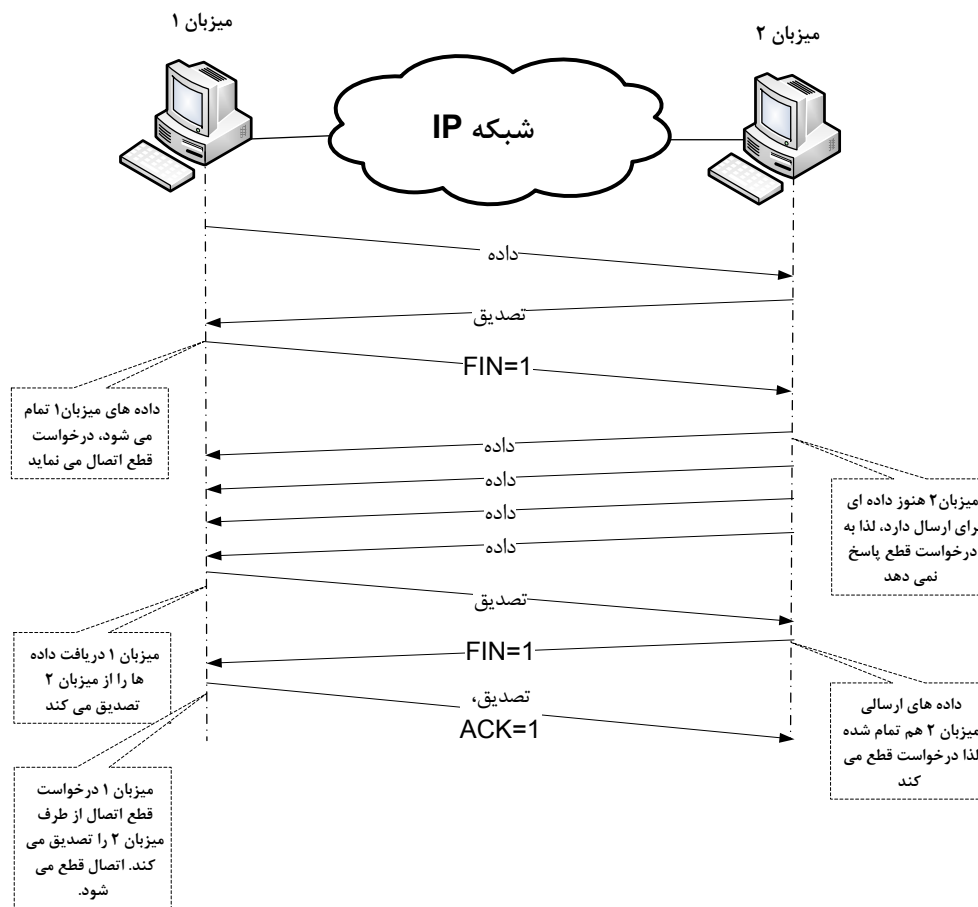 میزبان ۱
میزبان ۲
شبکه IP
داده
تصدیق
FIN=1
داده های میزبان۱ تمام
می شود، درخواست
قطع اتصال می نماید
داده
داده
داده
داده
میزبان۲ هنوز داده ای
برای ارسال دارد، لذا به
درخواست قطع پاسخ
نمی دهد
تصدیق
میزبان ۱ دریافت داده
ها را از میزبان ۲
تصدیق می کند
FIN=1
داده های ارسالی
میزبان ۲ هم تمام شده
لذا درخواست قطع می
کند
تصدیق،
ACK=1
میزبان ۱ درخواست
قطع اتصال از طرف
میزبان ۲ را تصدیق می
کند. اتصال قطع می
شود.